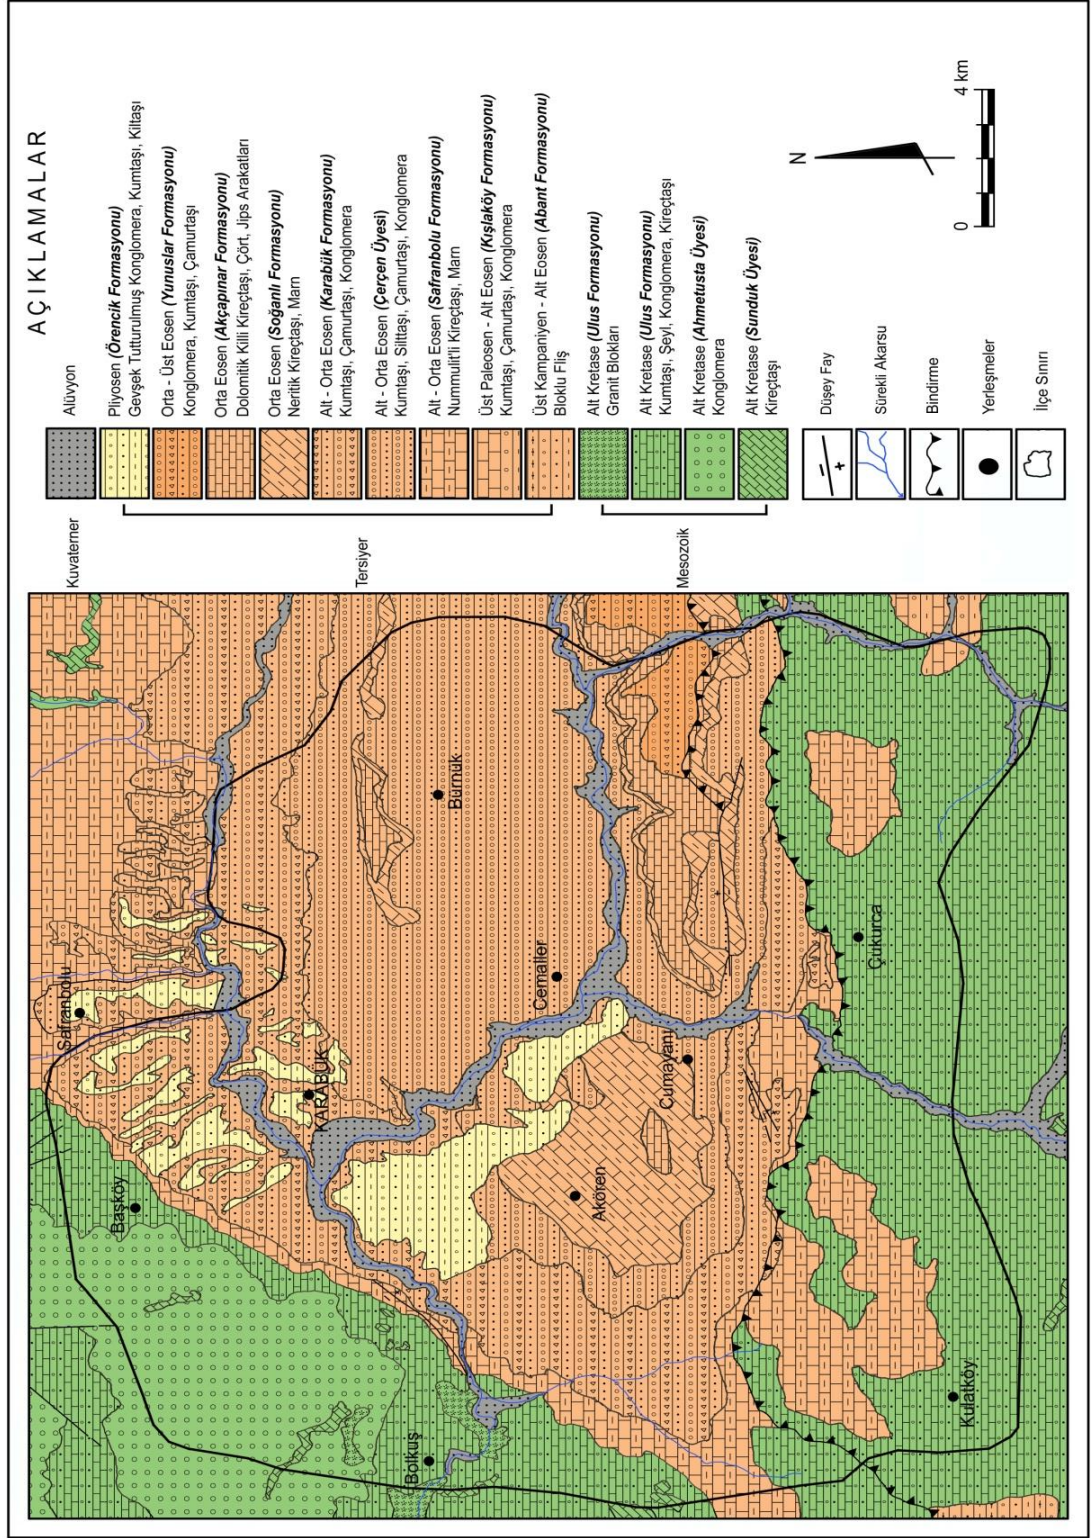 AÇIKLAMALAR
Kuvaterner
Alüvyon
Tersiyer
Pliyosen (Örencik Formasyonu)
Gevşek Tutturulmuş Konglomera, Kumtaşı, Kiltaşı
Orta - Üst Eosen (Yunuslar Formasyonu)
Konglomera, Kumtaşı, Çamurtaşı
Orta Eosen (Akçapınar Formasyonu)
Dolomitik Killi Kireçtaşı, Çört, Jips Arakatları
Orta Eosen (Soğanlı Formasyonu)
Neritik Kireçtaşı, Marn
Alt - Orta Eosen (Karabük Formasyonu)
Kumtaşı, Çamurtaşı, Konglomera
Alt - Orta Eosen (Çerçen Üyesi)
Kumtaşı, Silttaşı, Çamurtaşı, Konglomera
Alt - Orta Eosen (Safranbolu Formasyonu)
Nummulit'li Kireçtaşı, Marn
Üst Paleosen - Alt Eosen (Kışlaköy Formasyonu)
Kumtaşı, Çamurtaşı, Konglomera
Üst Kampaniyen - Alt Eosen (Abant Formasyonu)
Bloklu Fliş
Mesozoik
Alt Kretase (Ulus Formasyonu)
Granit Blokları
Alt Kretase (Ulus Formasyonu)
Kumtaşı, Şeyl, Konglomera, Kireçtaşı
Alt Kretase (Ahmetusta Üyesi)
Konglomera
Alt Kretase (Sunduk Üyesi)
Kireçtaşı
Düşey Fay
Sürekli Akarsu
Bindirme
Yerleşmeler
İlçe Sınırı
N
0
4 km
Safranbolu
Başköy
KARABÜK
Bolkuş
Burnuk
Cemaller
Akören
Cumayan
Çukurca
Kulatköy